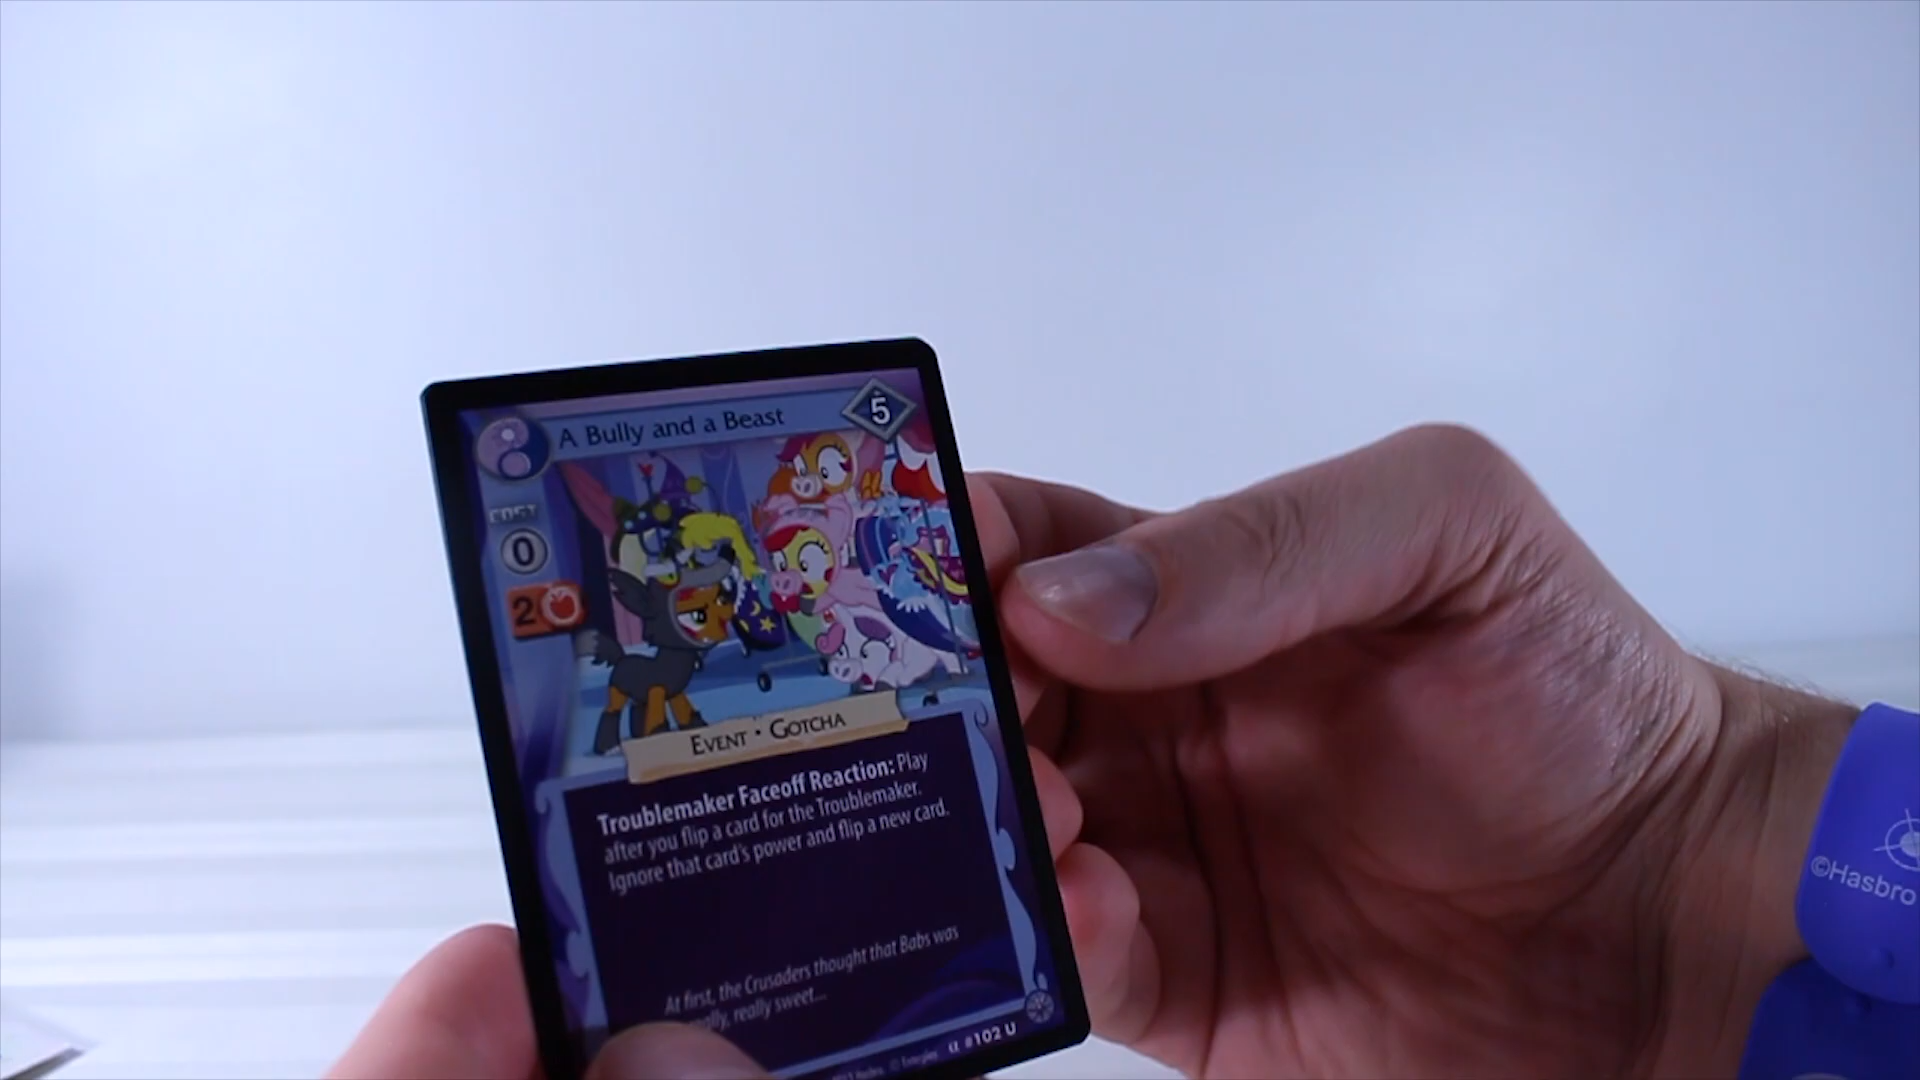 A Bully and a Beast
5
COST
0
2
EVENT • GOTCHA
Troublemaker Faceoff Reaction: Play
after you flip a card for the Troublemaker.
Ignore that card's power and flip a new card.
At first, the Crusaders thought that Babs was
really sweet...
#102 U
©Hasbro